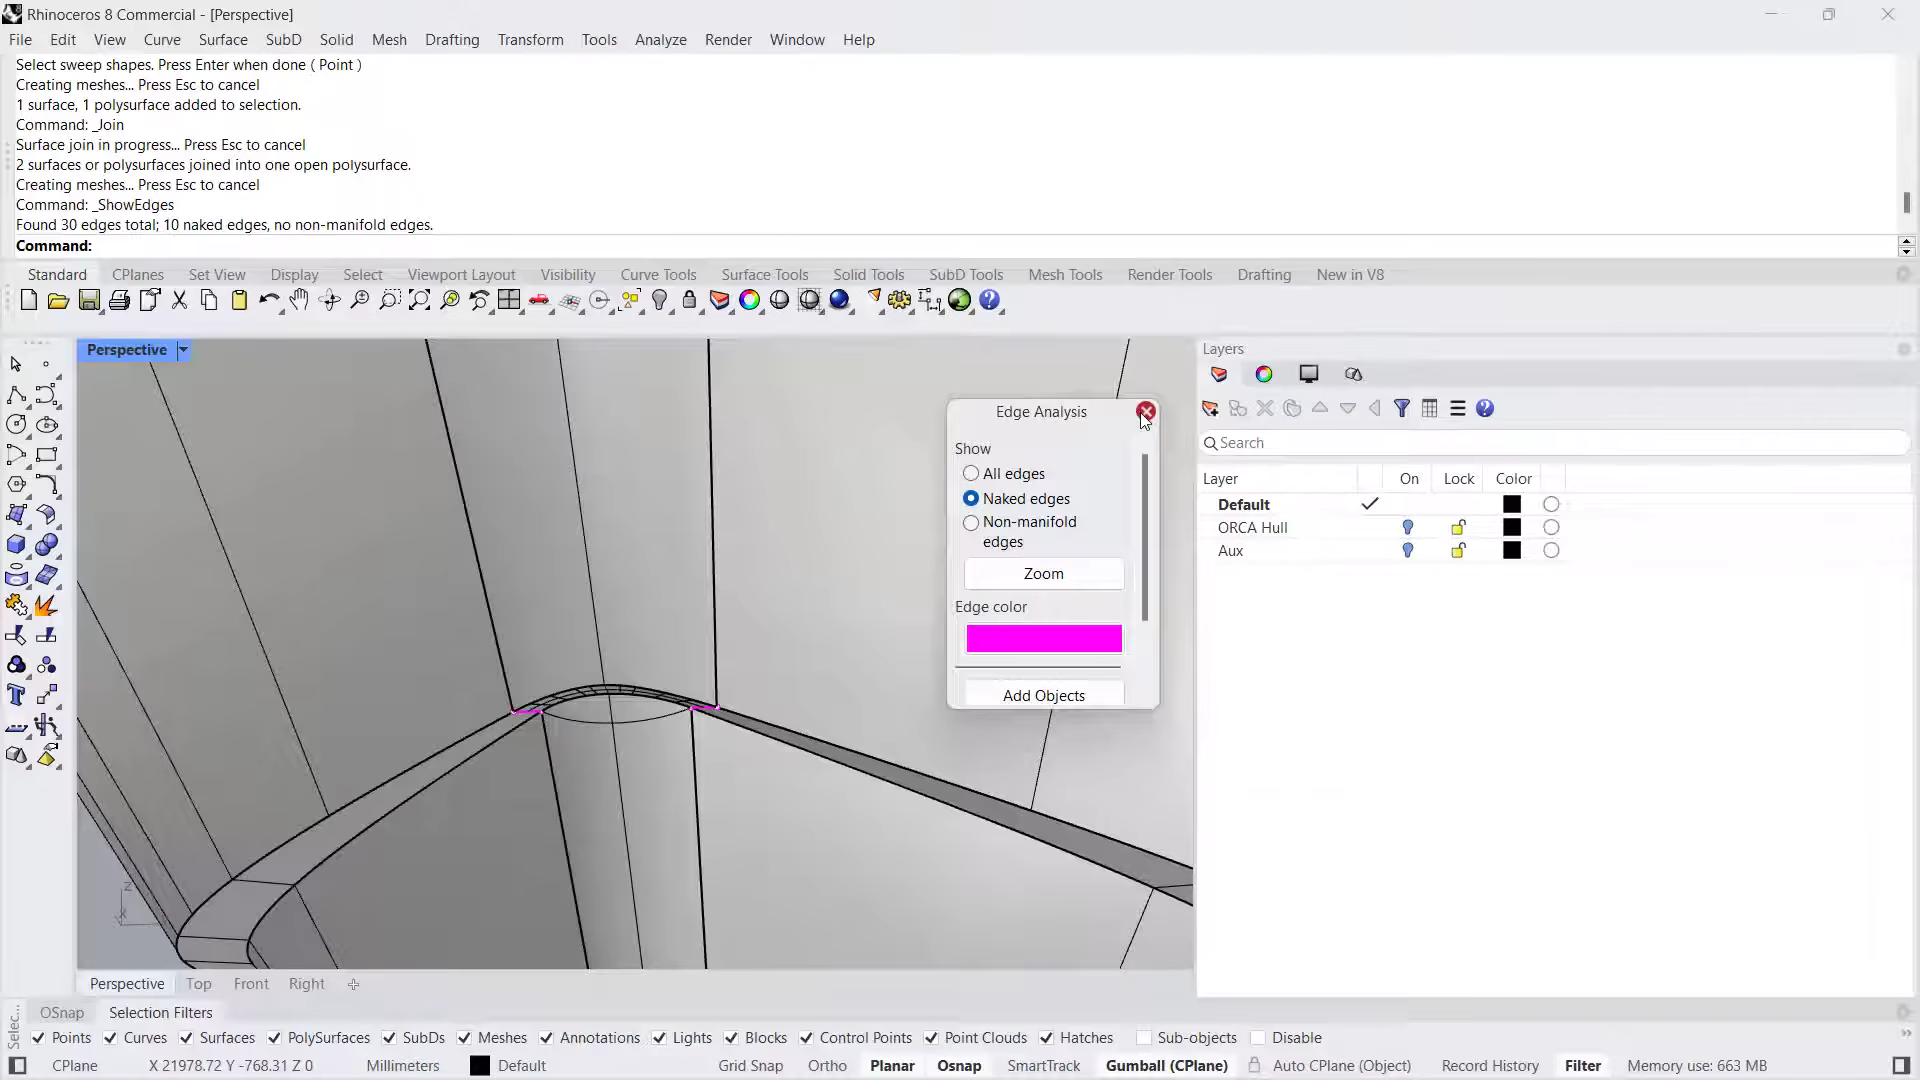 Rhinoceros 8 Commercial - [Perspective]
File Edit View Curve Surface SubD Solid Mesh Drafting Transform Tools Analyze Render Window Help
Select sweep shapes. Press Enter when done ( Point )
Creating meshes... Press Esc to cancel
1 surface, 1 polysurface added to selection.
Command: _Join
Surface join in progress... Press Esc to cancel
2 surfaces or polysurfaces joined into one open polysurface.
Creating meshes... Press Esc to cancel
Command: _ShowEdges
Found 30 edges total; 10 naked edges, no non-manifold edges.
Command:
Standard CPlanes Set View Display Select Viewport Layout Visibility Curve Tools Surface Tools Solid Tools SubD Tools Mesh Tools Render Tools Drafting New in V8
Perspective
Edge Analysis
Show
All edges
Naked edges
Non-manifold
edges
Zoom
Edge color
Add Objects
Layers
Search
Layer On Lock Color
Default
ORCA Hull
Aux
Z
X
Perspective Top Front Right
Selec...
OSnap Selection Filters
Points Curves Surfaces PolySurfaces SubDs Meshes Annotations Lights Blocks Control Points Point Clouds Hatches Sub-objects Disable
CPlane X 21978.72 Y -768.31 Z 0 Millimeters Default Grid Snap Ortho Planar Osnap SmartTrack Gumball (CPlane) Auto CPlane (Object) Record History Filter Memory use: 663 MB